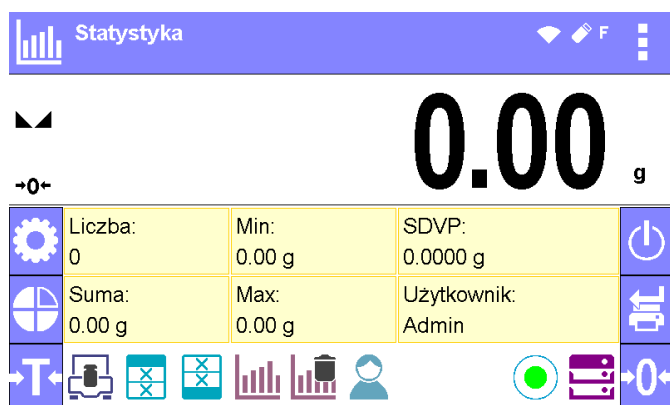 Statystyka
F
0.00 g
→0←
Liczba:
0
Min:
0.00 g
SDVP:
0.0000 g
Suma:
0.00 g
Max:
0.00 g
Użytkownik:
Admin
→T←
→0←